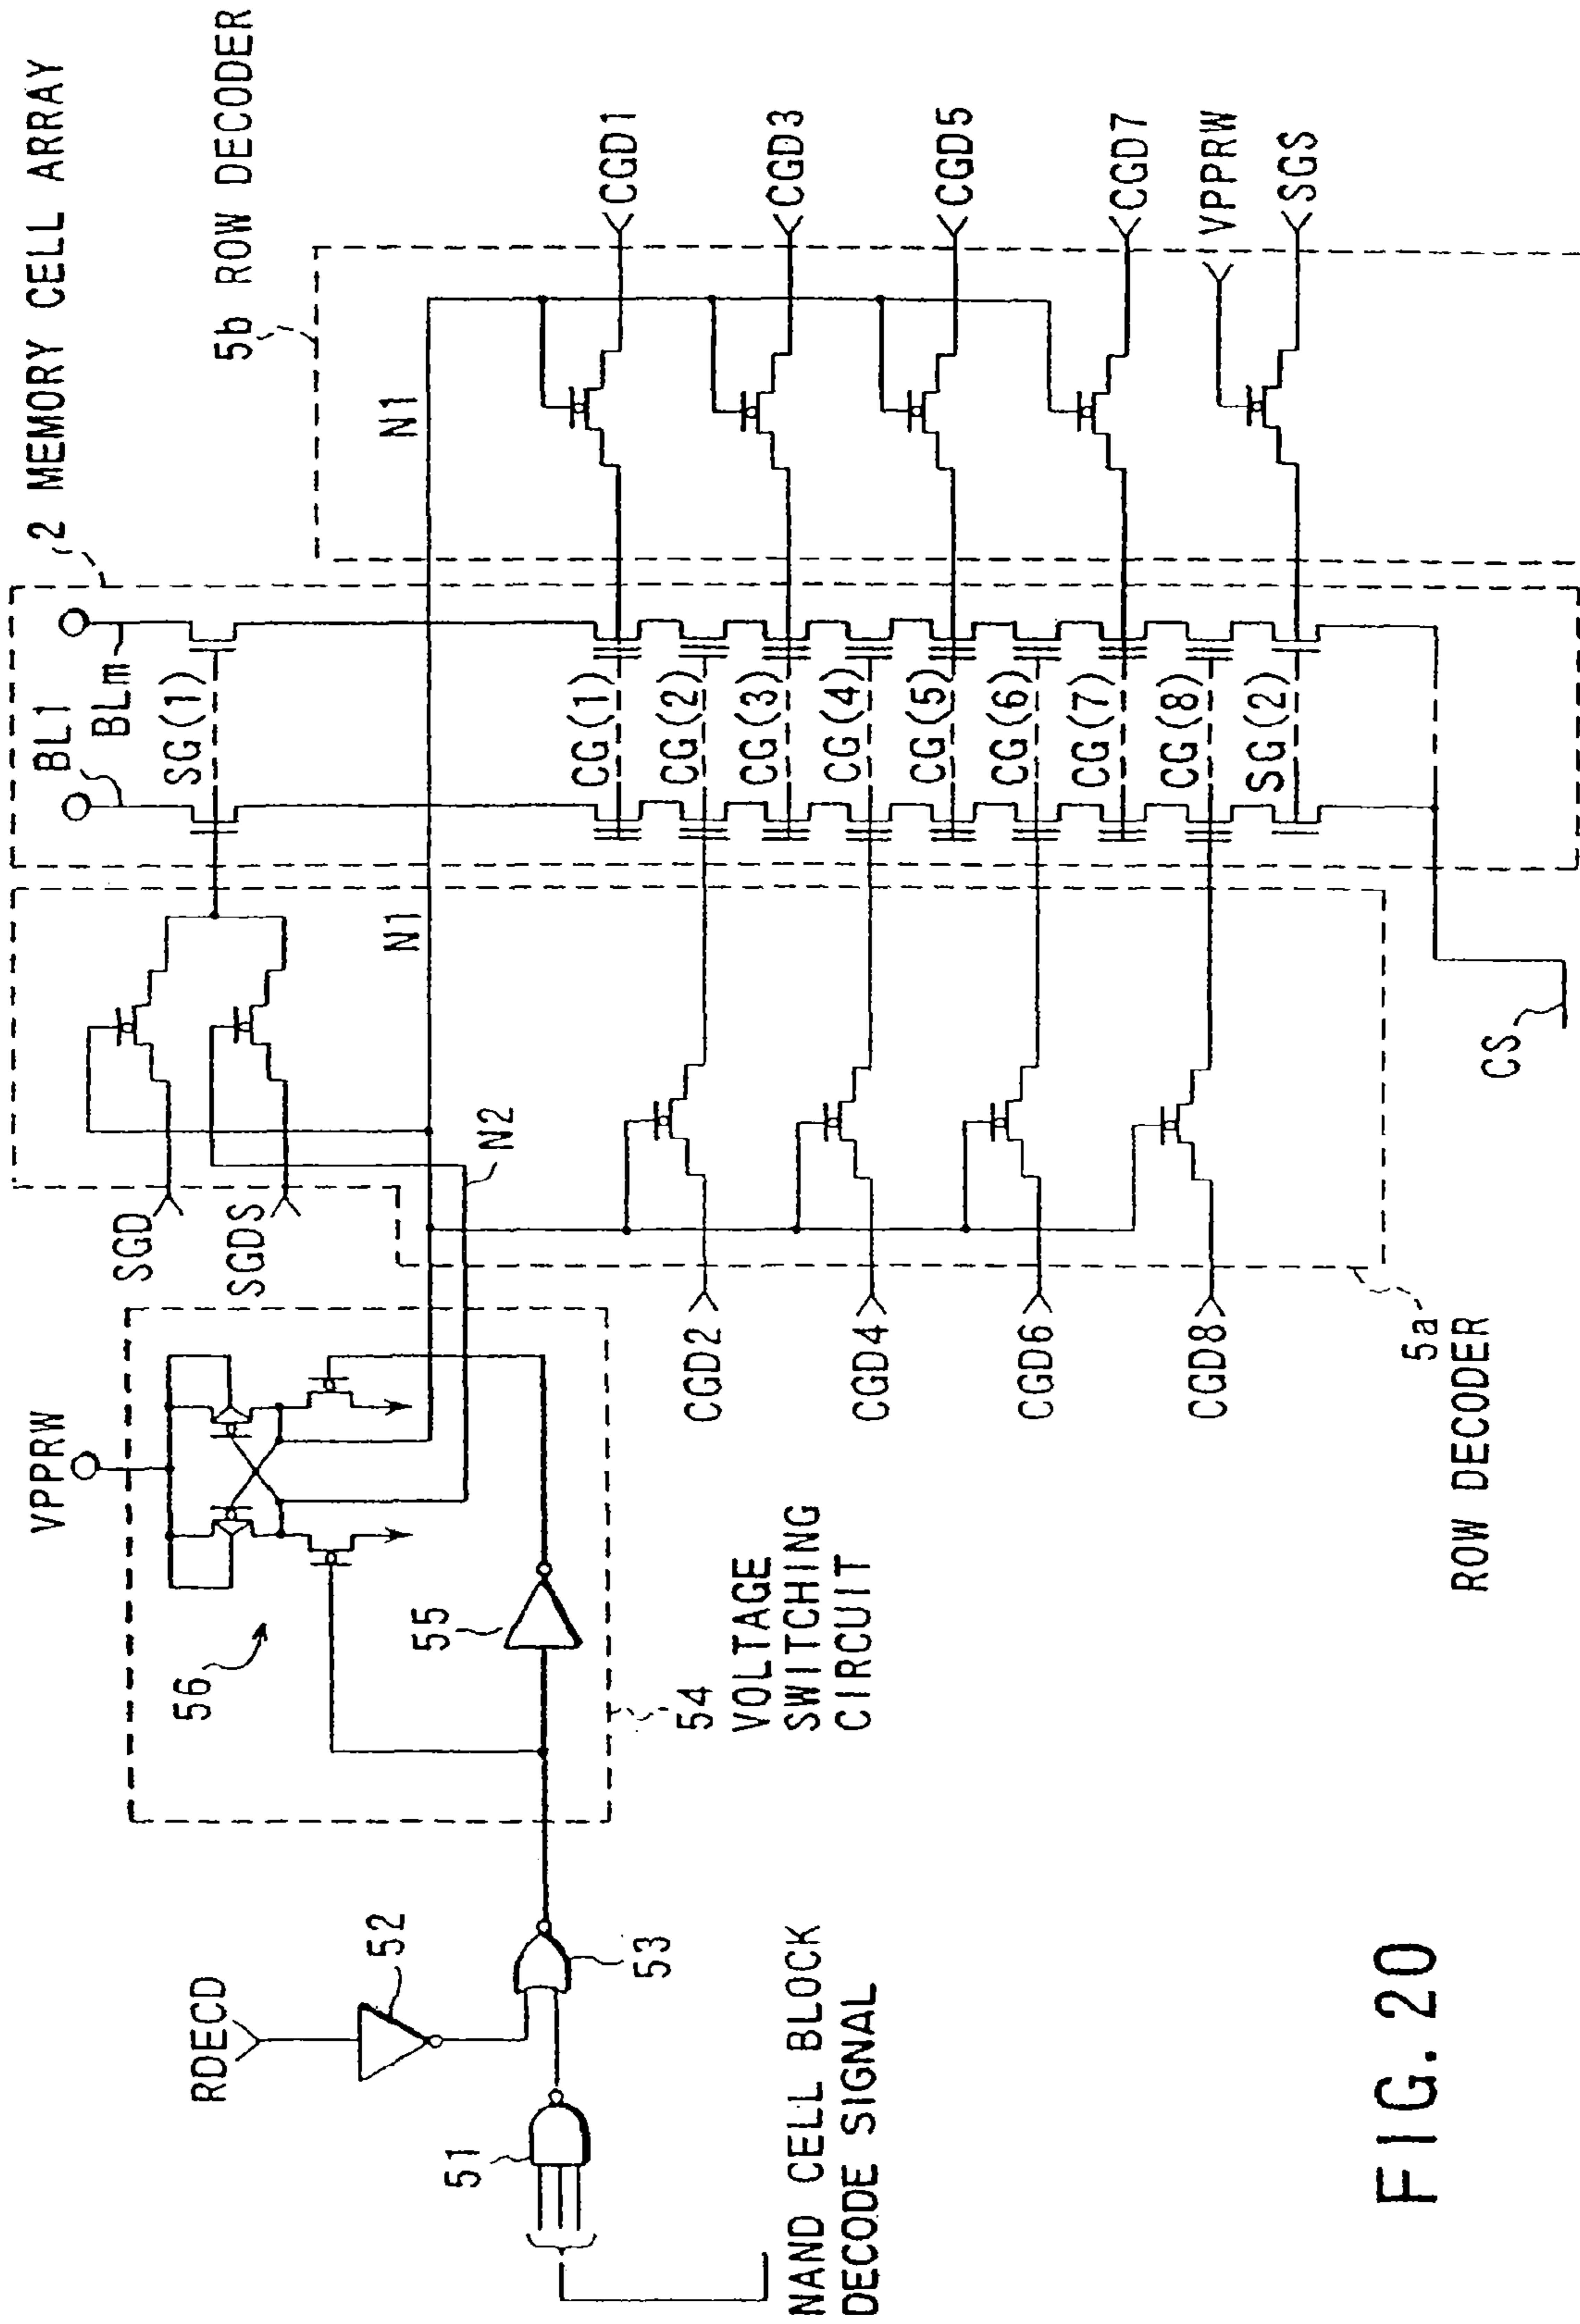 2 MEMORY CELL ARRAY
5b ROW DECODER
BL1
BLm
SG(1)
N1
N1
N2
SGD
SGDS
VPPRW
56
55
54
VOLTAGE
SWITCHING
CIRCUIT
RDECD
52
53
51
NAND CELL BLOCK
DECODE SIGNAL
CG(1)
CG(2)
CG(3)
CG(4)
CG(5)
CG(6)
CG(7)
CG(8)
SG(2)
CGD1
CGD3
CGD5
CGD7
VPPRW
SGS
CGD2
CGD4
CGD6
CGD8
CS
5a
ROW DECODER
FIG. 20